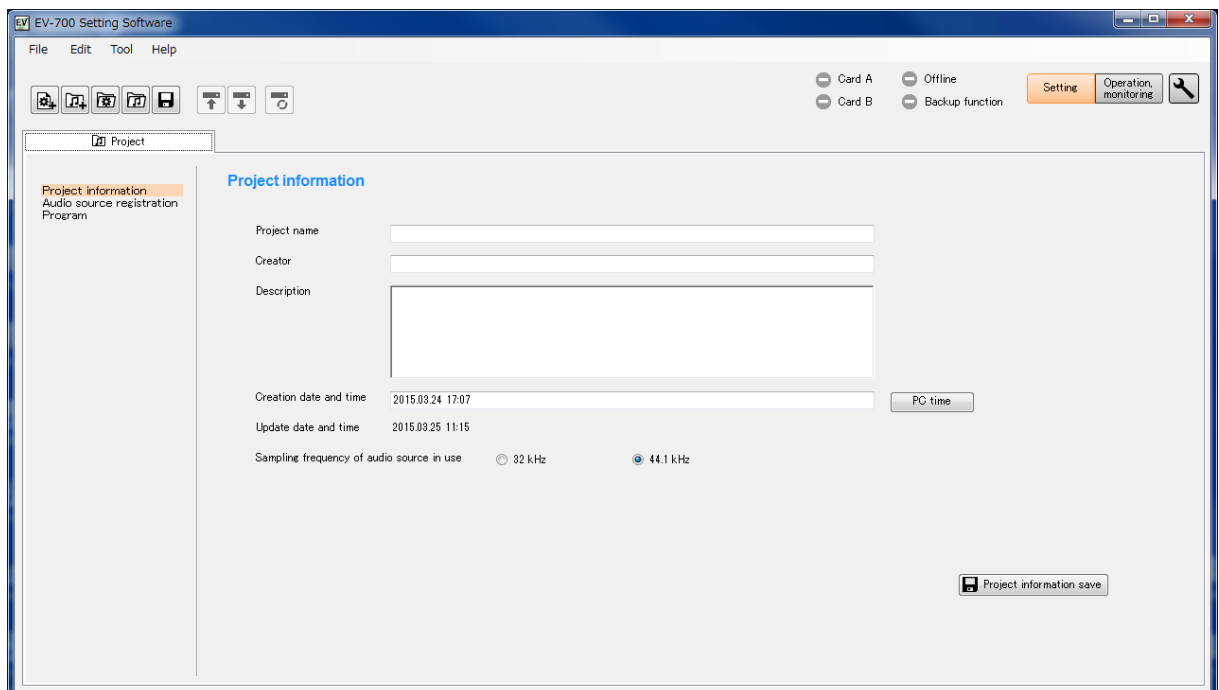 EV EV-700 Setting Software
File Edit Tool Help
Card A Offline
Card B Backup function
Setting
Operation,
monitoring
Project
Project information
Audio source registration
Program
Project information
Project name
Creator
Description
Creation date and time 2015.03.24 17:07 PC time
Update date and time 2015.03.25 11:15
Sampling frequency of audio source in use 32 kHz 44.1 kHz
Project information save